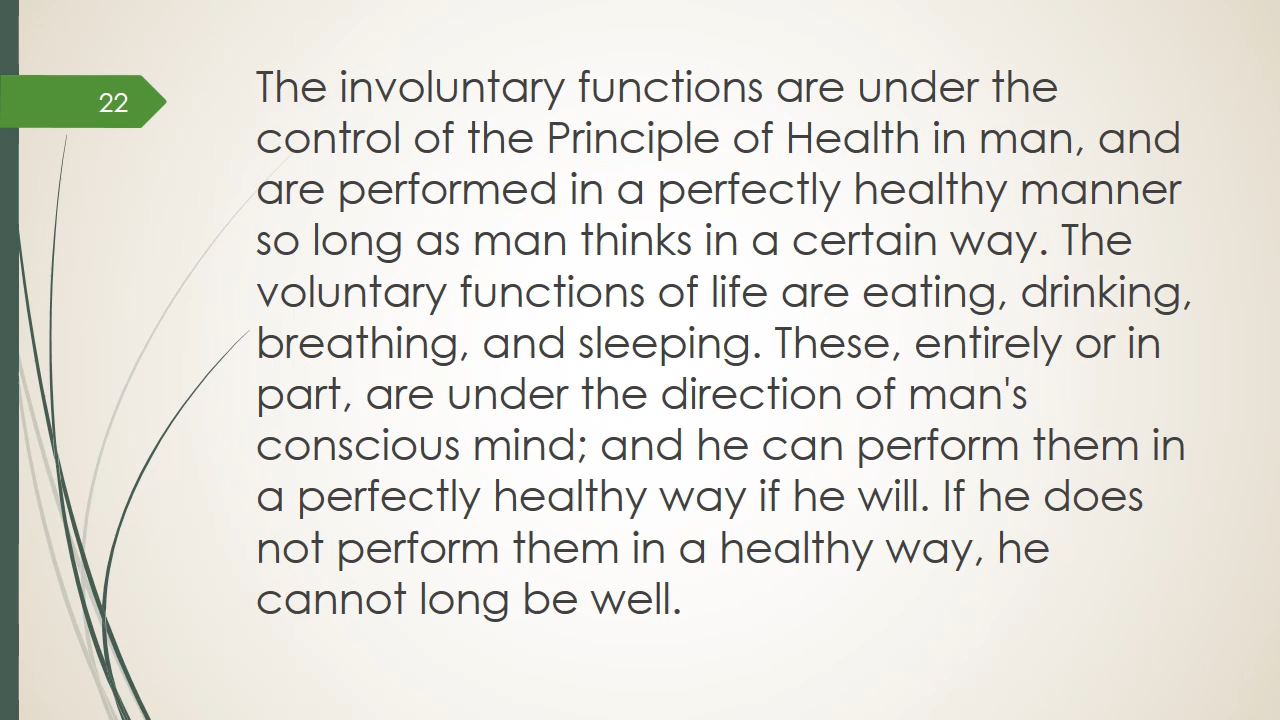 22
The involuntary functions are under the
control of the Principle of Health in man, and
are performed in a perfectly healthy manner
so long as man thinks in a certain way. The
voluntary functions of life are eating, drinking,
breathing, and sleeping. These, entirely or in
part, are under the direction of man's
conscious mind; and he can perform them in
a perfectly healthy way if he will. If he does
not perform them in a healthy way, he
cannot long be well.